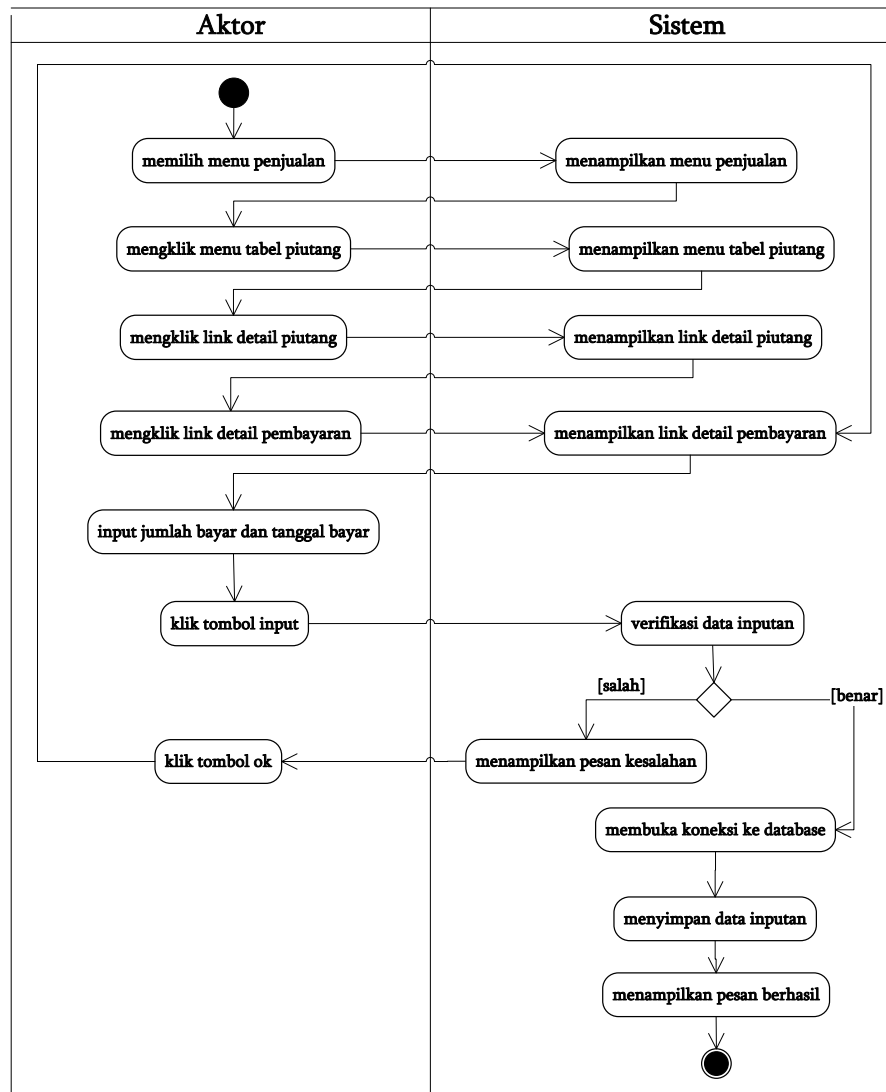 Aktor
Sistem
memilih menu penjualan
menampilkan menu penjualan
mengklik menu tabel piutang
menampilkan menu tabel piutang
mengklik link detail piutang
menampilkan link detail piutang
mengklik link detail pembayaran
menampilkan link detail pembayaran
input jumlah bayar dan tanggal bayar
klik tombol input
verifikasi data inputan
[salah]
[benar]
klik tombol ok
menampilkan pesan kesalahan
membuka koneksi ke database
menyimpan data inputan
menampilkan pesan berhasil